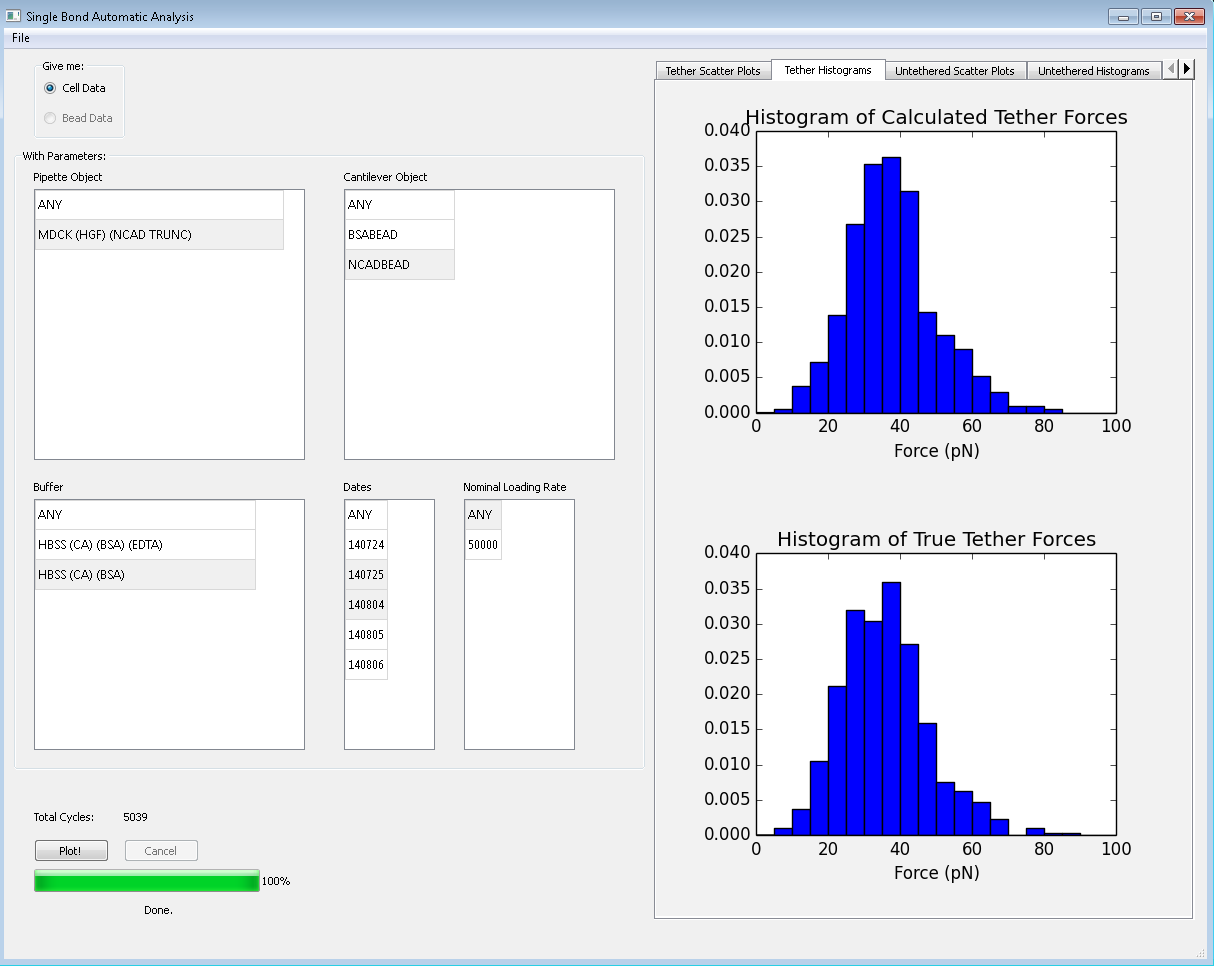 Single Bond Automatic Analysis
File
Give me:
Cell Data
Bead Data
With Parameters:
Pipette Object
ANY
MDCK (HGF) (NCAD TRUNC)
Cantilever Object
ANY
BSABEAD
NCADBEAD
Buffer
ANY
HBSS (CA) (BSA) (EDTA)
HBSS (CA) (BSA)
Dates
ANY
140724
140725
140804
140805
140806
Nominal Loading Rate
ANY
50000
Total Cycles: 5039
Plot! Cancel
100%
Done.
Tether Scatter Plots Tether Histograms Untethered Scatter Plots Untethered Histograms
Histogram of Calculated Tether Forces
0.040
0.035
0.030
0.025
0.020
0.015
0.010
0.005
0.000
0 20 40 60 80 100
Force (pN)
Histogram of True Tether Forces
0.040
0.035
0.030
0.025
0.020
0.015
0.010
0.005
0.000
0 20 40 60 80 100
Force (pN)